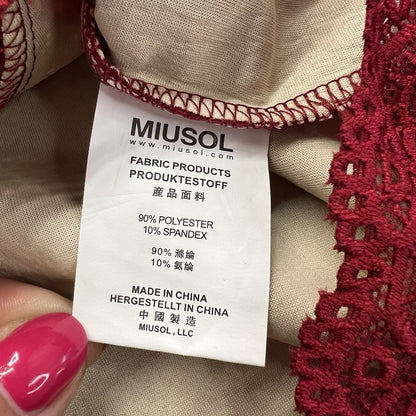 MIUSOL
www.miusol.com
FABRIC PRODUCTS
PRODUKTESTOFF
産品面料
90% POLYESTER
10% SPANDEX
90% 滌綸
10% 氨綸
MADE IN CHINA
HERGESTELLT IN CHINA
中國製造
MIUSOL, LLC